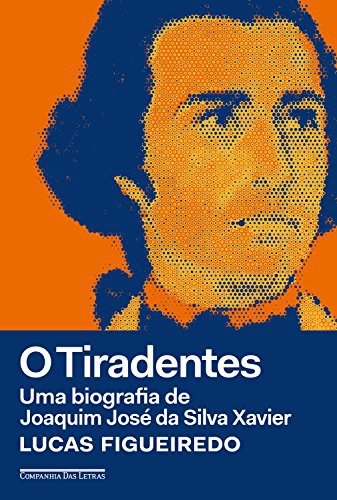 O Tiradentes
Uma biografia de
Joaquim José da Silva Xavier
LUCAS FIGUEIREDO
COMPANHIA DAS LETRAS